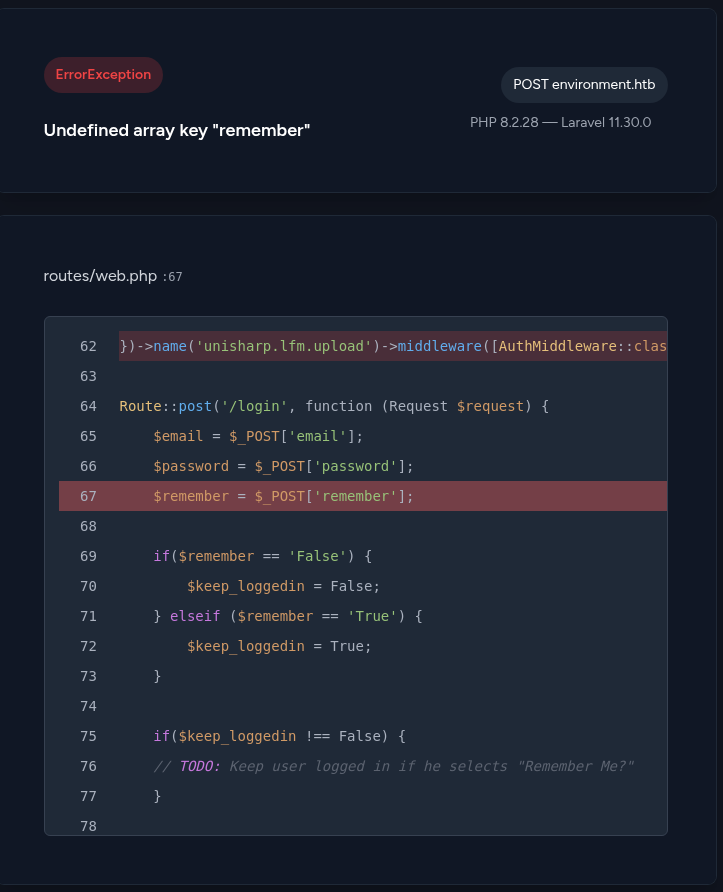 ErrorException
POST environment.htb
Undefined array key "remember"
PHP 8.2.28 — Laravel 11.30.0
routes/web.php :67
62 })->name('unisharp.lfm.upload')->middleware([AuthMiddleware::clas
63
64 Route::post('/login', function (Request $request) {
65     $email = $_POST['email'];
66     $password = $_POST['password'];
67     $remember = $_POST['remember'];
68
69     if($remember == 'False') {
70         $keep_loggedin = False;
71     } elseif ($remember == 'True') {
72         $keep_loggedin = True;
73     }
74
75     if($keep_loggedin !== False) {
76     // TODO: Keep user logged in if he selects "Remember Me?"
77     }
78